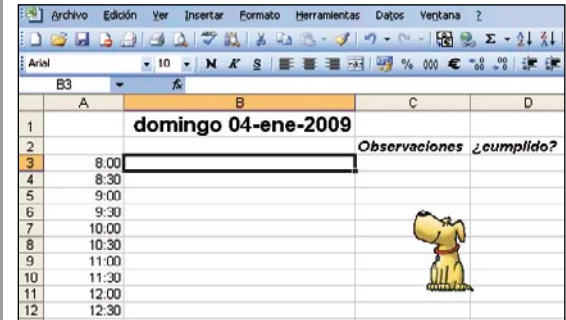 Archivo Edición Ver Insertar Formato Herramientas Datos Ventana ?
Arial 10 N K S % 000 €
B3 fx
A B C D
1 domingo 04-ene-2009
2 Observaciones ¿cumplido?
3 8:00
4 8:30
5 9:00
6 9:30
7 10:00
8 10:30
9 11:00
10 11:30
11 12:00
12 12:30